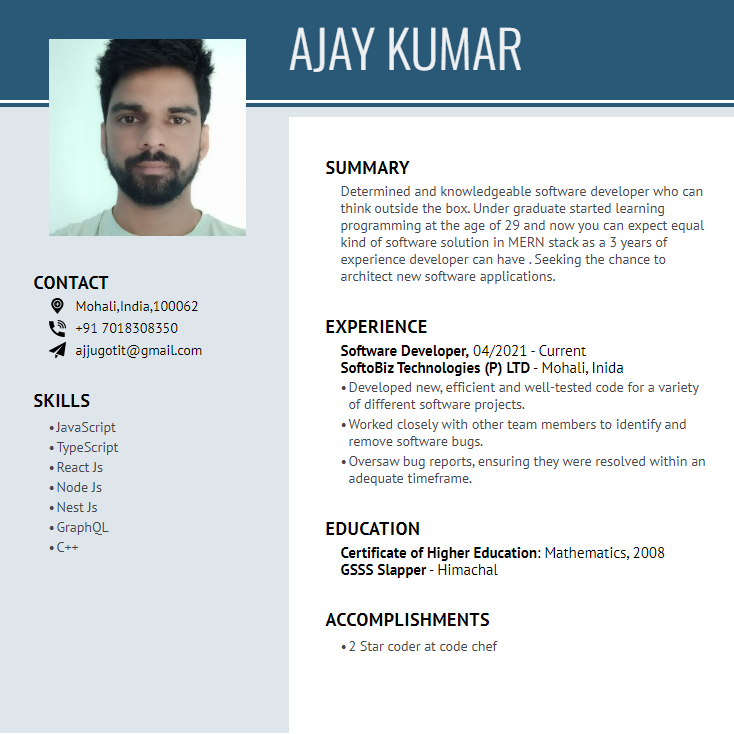 AJAY KUMAR
CONTACT
Mohali,India,100062
+91 7018308350
ajjugotit@gmail.com
SKILLS
•JavaScript
•TypeScript
•React Js
•Node Js
•Nest Js
•GraphQL
•C++
SUMMARY
Determined and knowledgeable software developer who can
think outside the box. Under graduate started learning
programming at the age of 29 and now you can expect equal
kind of software solution in MERN stack as a 3 years of
experience developer can have . Seeking the chance to
architect new software applications.
EXPERIENCE
Software Developer, 04/2021 - Current
SoftoBiz Technologies (P) LTD - Mohali, Inida
•Developed new, efficient and well-tested code for a variety
of different software projects.
•Worked closely with other team members to identify and
remove software bugs.
•Oversaw bug reports, ensuring they were resolved within an
adequate timeframe.
EDUCATION
Certificate of Higher Education: Mathematics, 2008
GSSS Slapper - Himachal
ACCOMPLISHMENTS
•2 Star coder at code chef